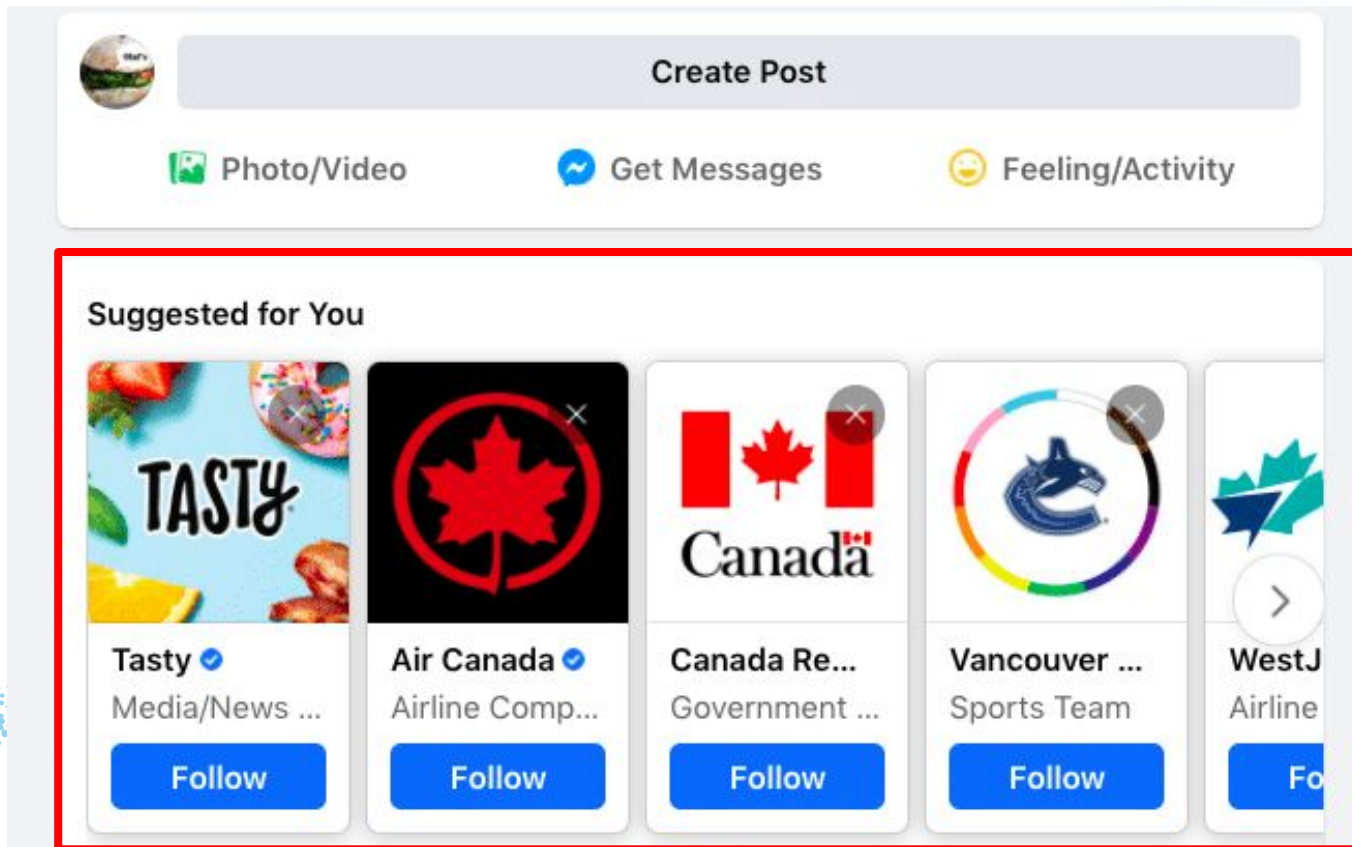 Create Post
Photo/Video
Get Messages
Feeling/Activity
Suggested for You
TASTY
Canada
Tasty
Air Canada
Canada Re...
Vancouver ...
WestJ
Media/News ...
Airline Comp...
Government ...
Sports Team
Airline
Follow
Follow
Follow
Follow
Fo